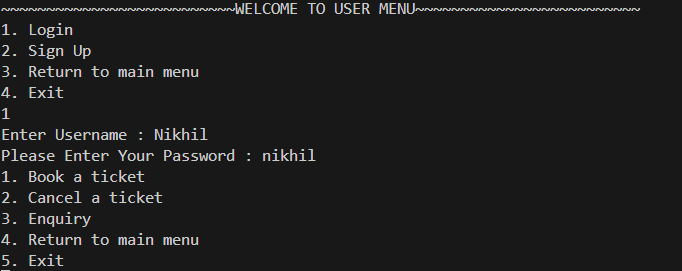 ~~~~~~~~~~~~~~~~~~~~~~~~~~WELCOME TO USER MENU~~~~~~~~~~~~~~~~~~~~~~~~~
1. Login
2. Sign Up
3. Return to main menu
4. Exit
1
Enter Username : Nikhil
Please Enter Your Password : nikhil
1. Book a ticket
2. Cancel a ticket
3. Enquiry
4. Return to main menu
5. Exit